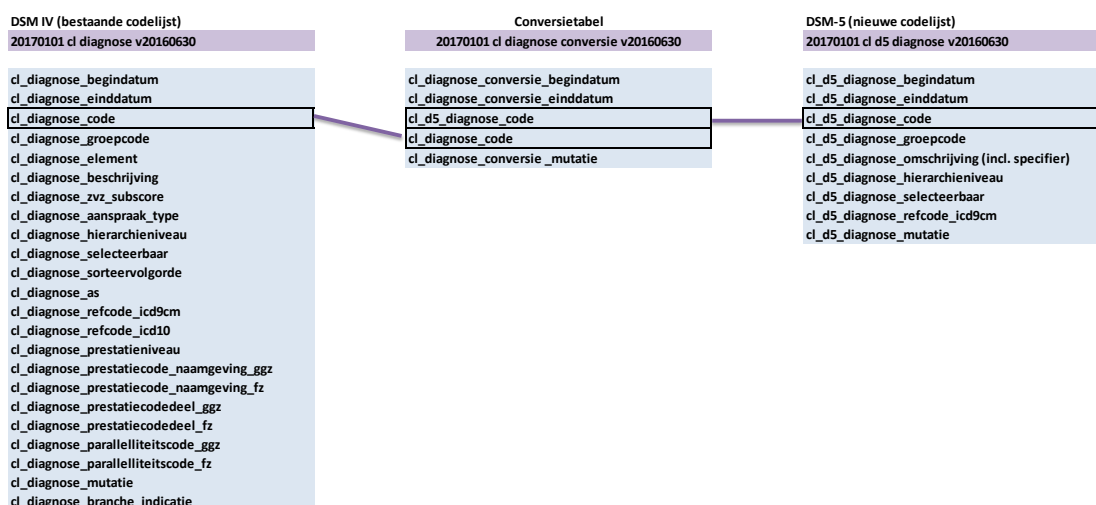 DSM IV (bestaande codelijst)
20170101 cl diagnose v20160630
cl_diagnose_begindatum
cl_diagnose_einddatum
cl_diagnose_code
cl_diagnose_groepcode
cl_diagnose_element
cl_diagnose_beschrijving
cl_diagnose_zvz_subscore
cl_diagnose_aanspraak_type
cl_diagnose_hierarchieniveau
cl_diagnose_selecteerbaar
cl_diagnose_sorteervolgorde
cl_diagnose_as
cl_diagnose_refcode_icd9cm
cl_diagnose_refcode_icd10
cl_diagnose_prestatieniveau
cl_diagnose_prestatiecode_naamgeving_ggz
cl_diagnose_prestatiecode_naamgeving_fz
cl_diagnose_prestatiecodedeel_ggz
cl_diagnose_prestatiecodedeel_fz
cl_diagnose_parallelliteitscode_ggz
cl_diagnose_parallelliteitscode_fz
cl_diagnose_mutatie
cl_diagnose_branche_indicatie
Conversietabel
20170101 cl diagnose conversie v20160630
cl_diagnose_conversie_begindatum
cl_diagnose_conversie_einddatum
cl_d5_diagnose_code
cl_diagnose_code
cl_diagnose_conversie _mutatie
DSM-5 (nieuwe codelijst)
20170101 cl d5 diagnose v20160630
cl_d5_diagnose_begindatum
cl_d5_diagnose_einddatum
cl_d5_diagnose_code
cl_d5_diagnose_groepcode
cl_d5_diagnose_omschrijving (incl. specifier)
cl_d5_diagnose_hierarchieniveau
cl_d5_diagnose_selecteerbaar
cl_d5_diagnose_refcode_icd9cm
cl_d5_diagnose_mutatie